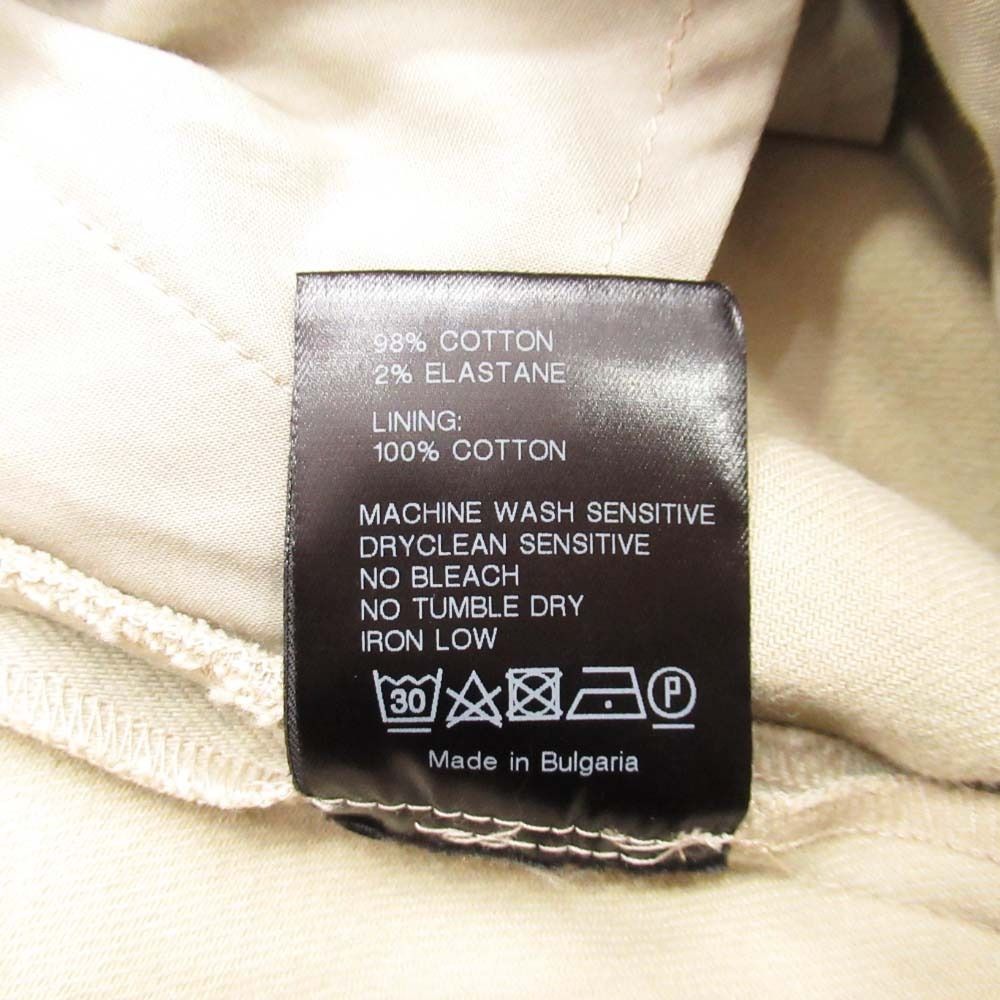 98% COTTON
2% ELASTANE
LINING:
100% COTTON
MACHINE WASH SENSITIVE
DRYCLEAN SENSITIVE
NO BLEACH
NO TUMBLE DRY
IRON LOW
30 P
Made in Bulgaria